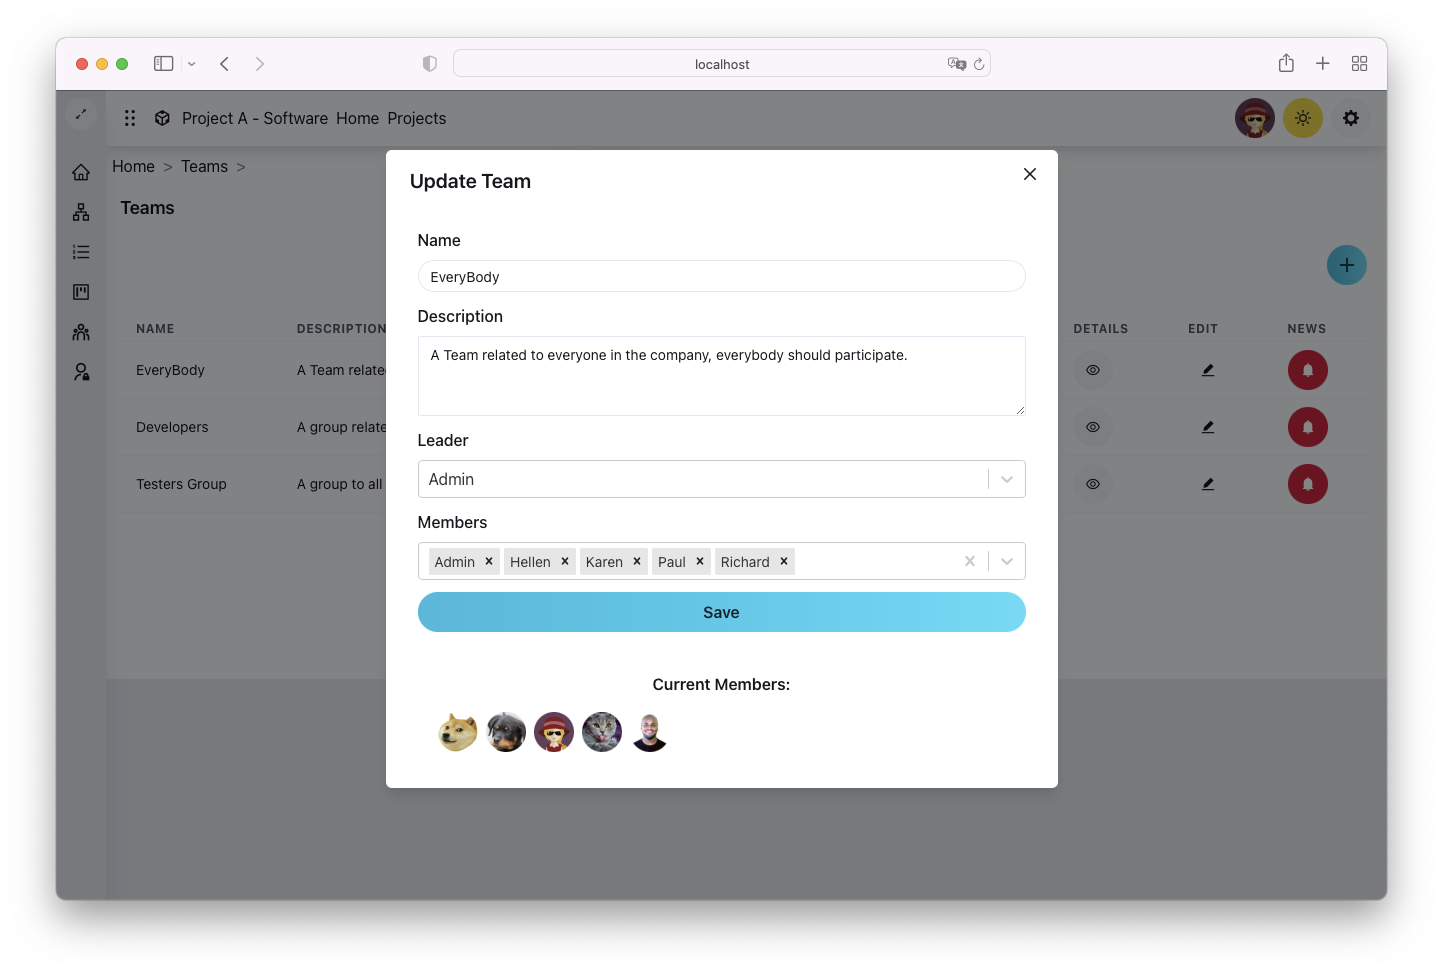 localhost
Project A - Software Home Projects
Home > Teams >
Teams
Update Team
Name
EveryBody
Description
A Team related to everyone in the company, everybody should participate.
Leader
Admin
Members
Admin Hellen Karen Paul Richard
Save
Current Members:
NAME DESCRIPTION DETAILS EDIT NEWS
EveryBody A Team relate
Developers A group relate
Testers Group A group to all